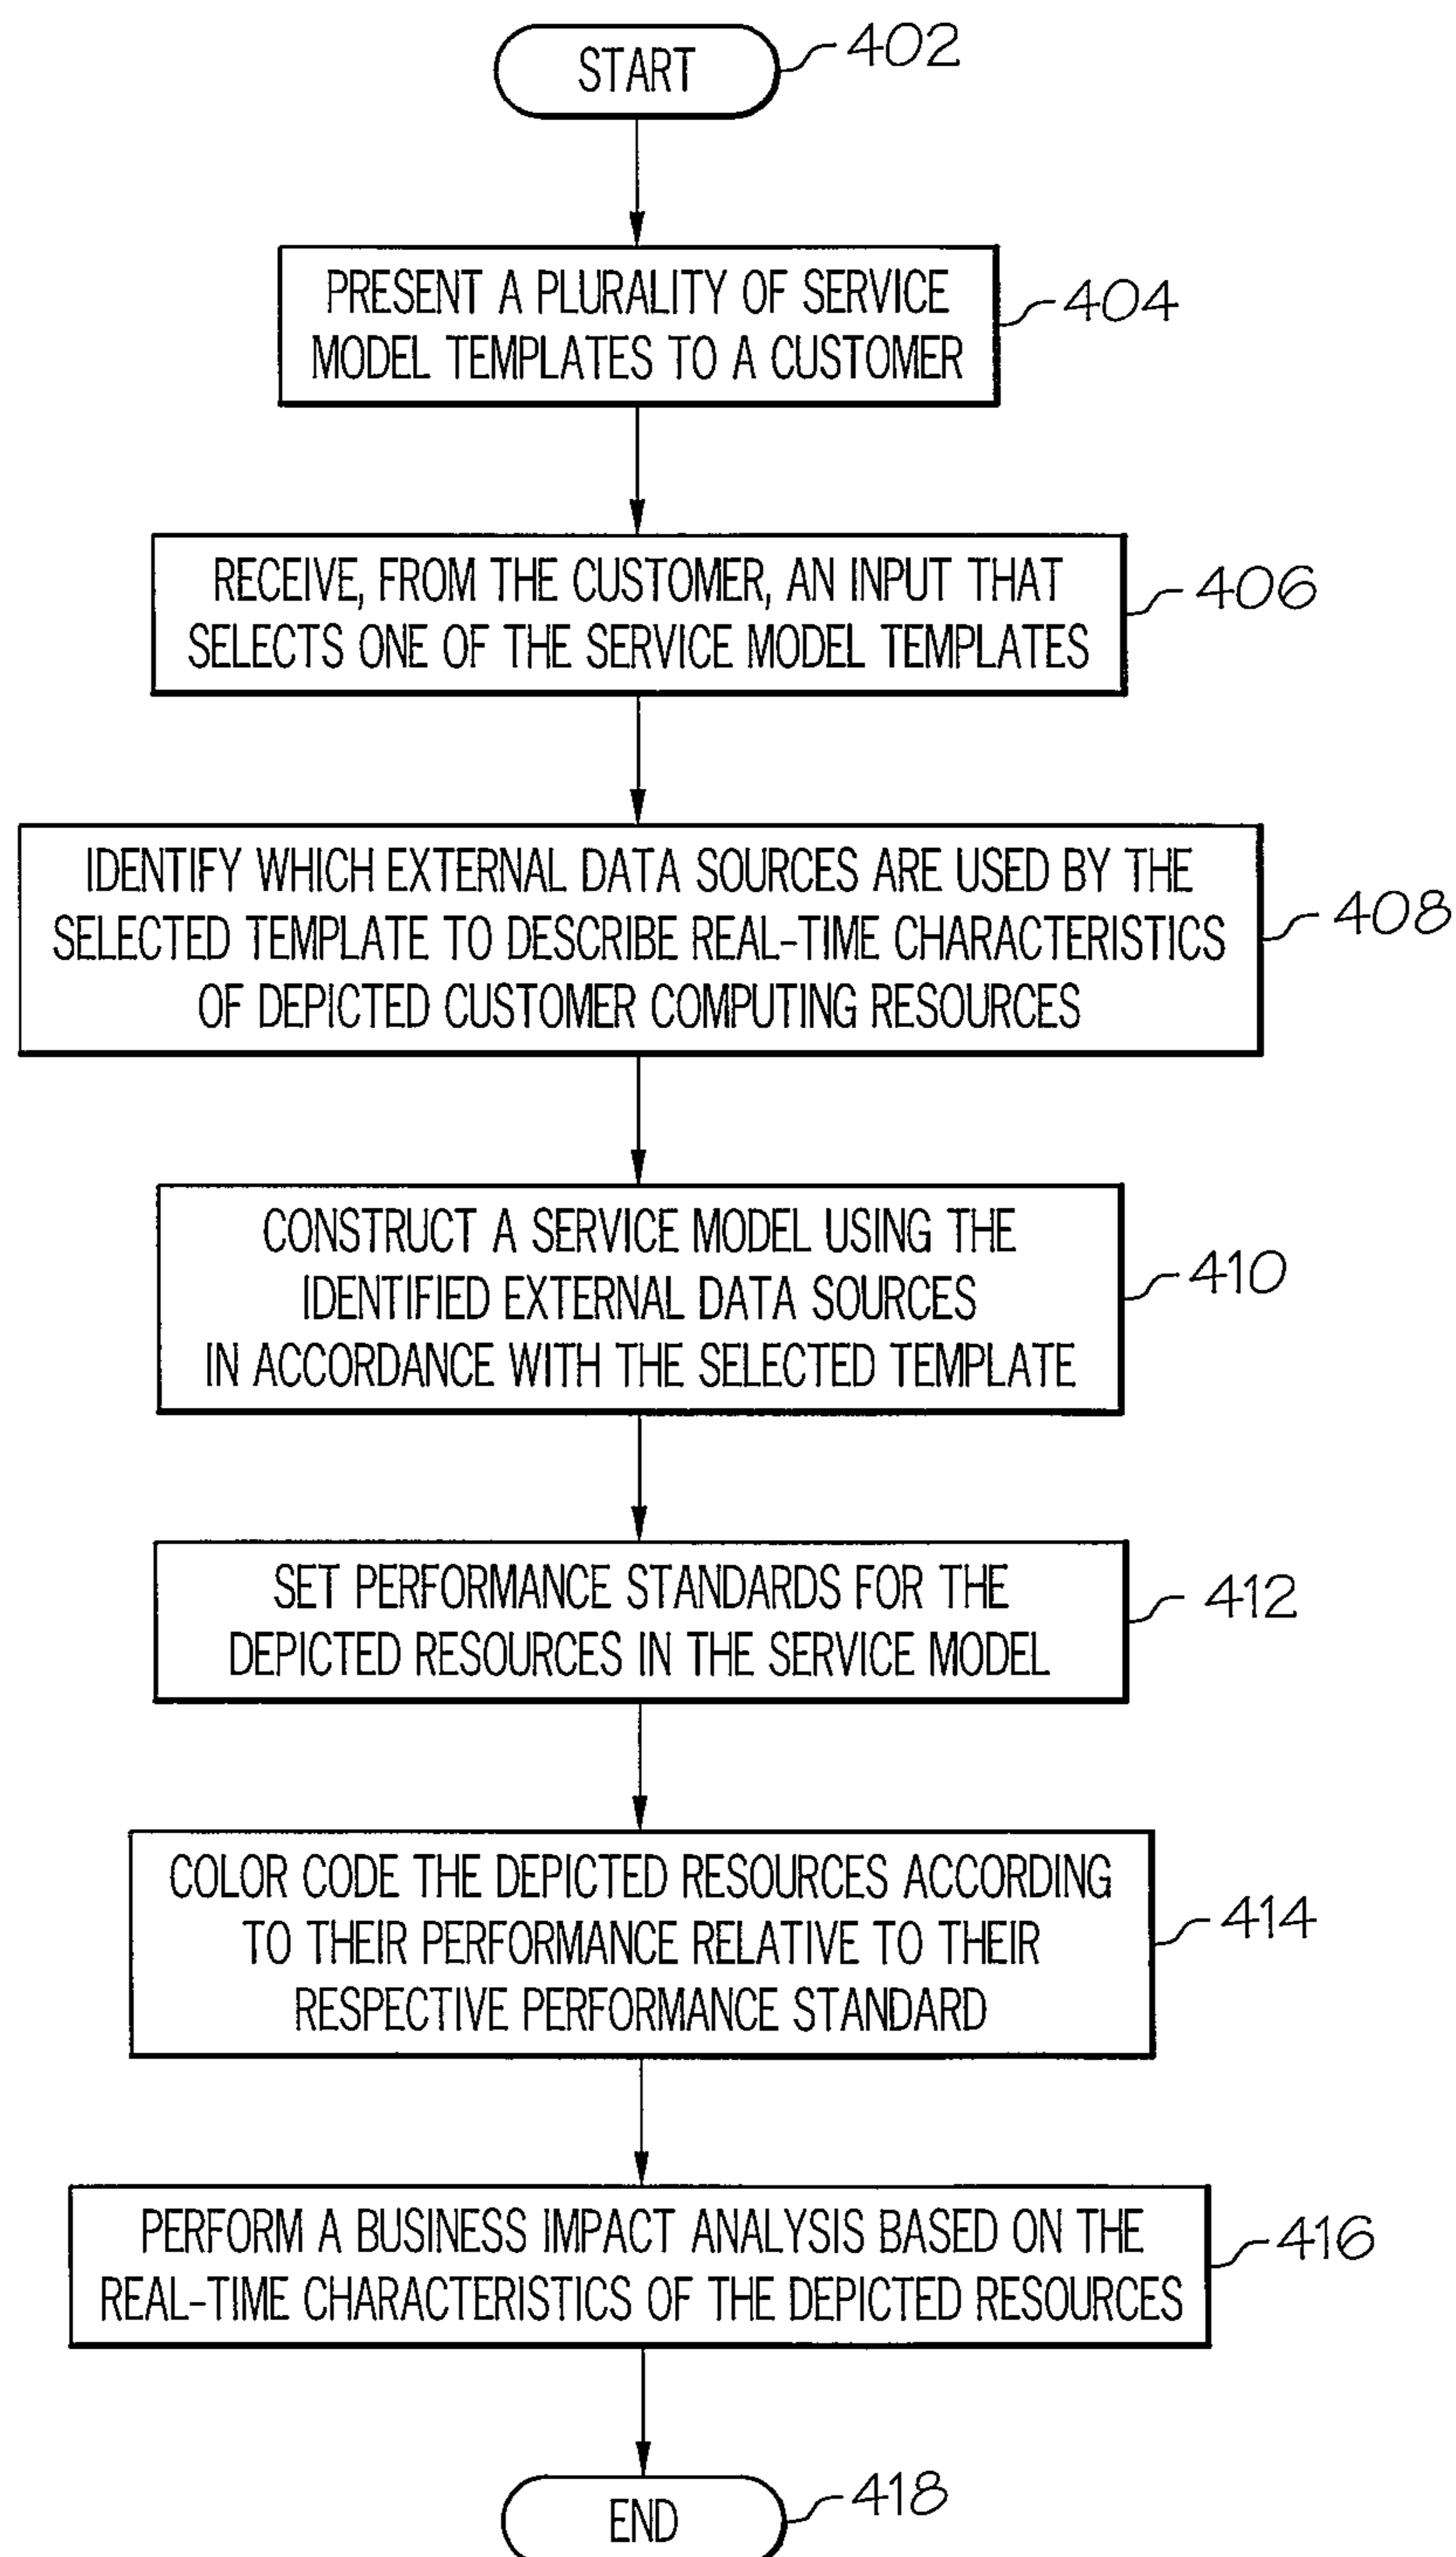 START
402
PRESENT A PLURALITY OF SERVICE
MODEL TEMPLATES TO A CUSTOMER
404
RECEIVE, FROM THE CUSTOMER, AN INPUT THAT
SELECTS ONE OF THE SERVICE MODEL TEMPLATES
406
IDENTIFY WHICH EXTERNAL DATA SOURCES ARE USED BY THE
SELECTED TEMPLATE TO DESCRIBE REAL-TIME CHARACTERISTICS
OF DEPICTED CUSTOMER COMPUTING RESOURCES
408
CONSTRUCT A SERVICE MODEL USING THE
IDENTIFIED EXTERNAL DATA SOURCES
IN ACCORDANCE WITH THE SELECTED TEMPLATE
410
SET PERFORMANCE STANDARDS FOR THE
DEPICTED RESOURCES IN THE SERVICE MODEL
412
COLOR CODE THE DEPICTED RESOURCES ACCORDING
TO THEIR PERFORMANCE RELATIVE TO THEIR
RESPECTIVE PERFORMANCE STANDARD
414
PERFORM A BUSINESS IMPACT ANALYSIS BASED ON THE
REAL-TIME CHARACTERISTICS OF THE DEPICTED RESOURCES
416
END
418